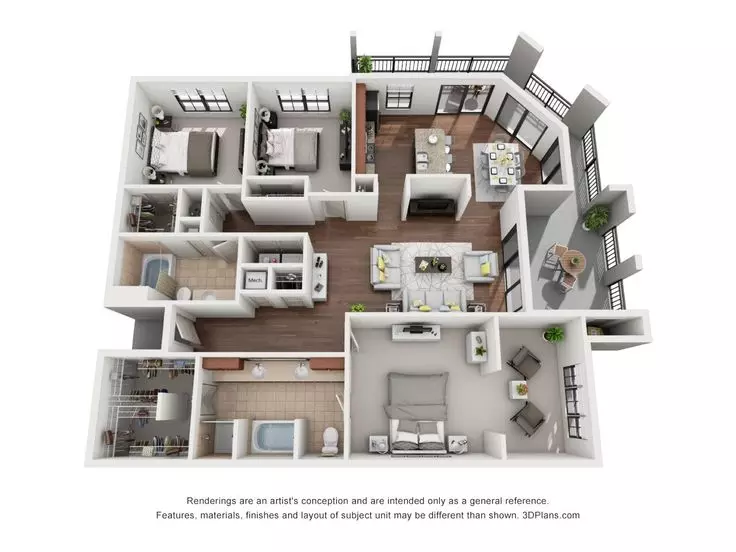 Mech.
Renderings are an artist's conception and are intended only as a general reference.
Features, materials, finishes and layout of subject unit may be different than shown. 3DPlans.com